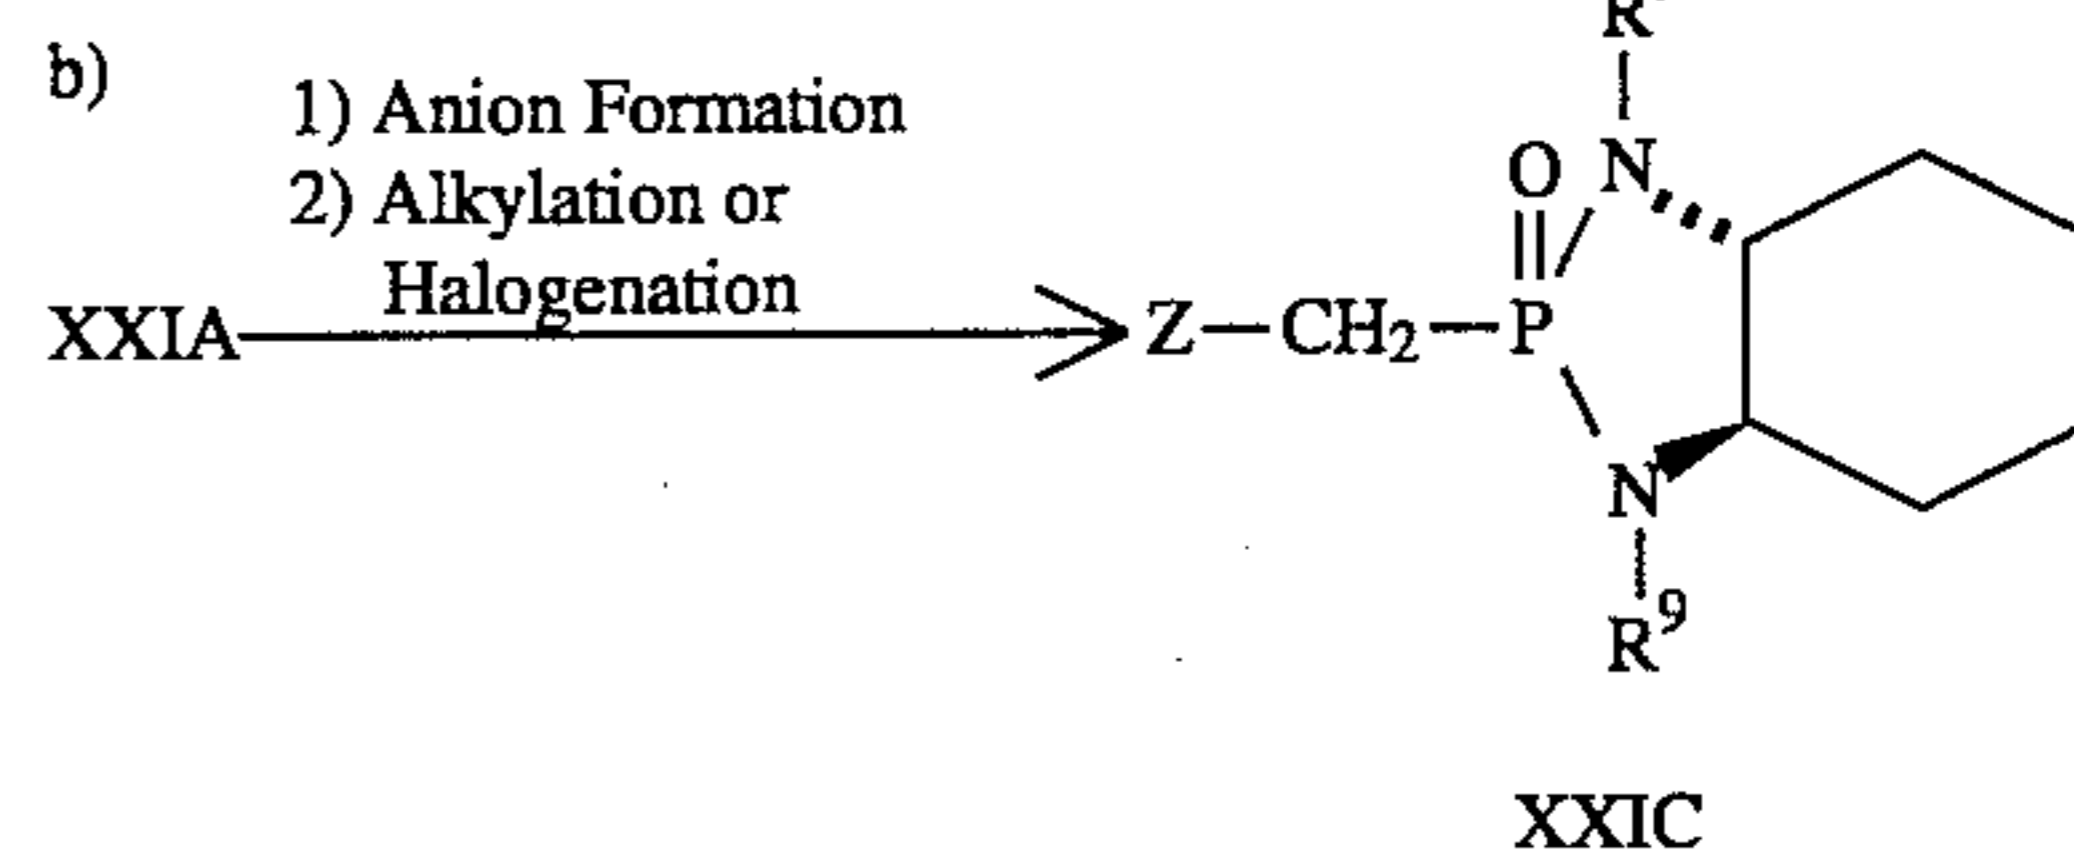 b)
1) Anion Formation
2) Alkylation or
Halogenation
XXIA
Z—CH₂—P
O
N
R
N
R⁹
XXIC